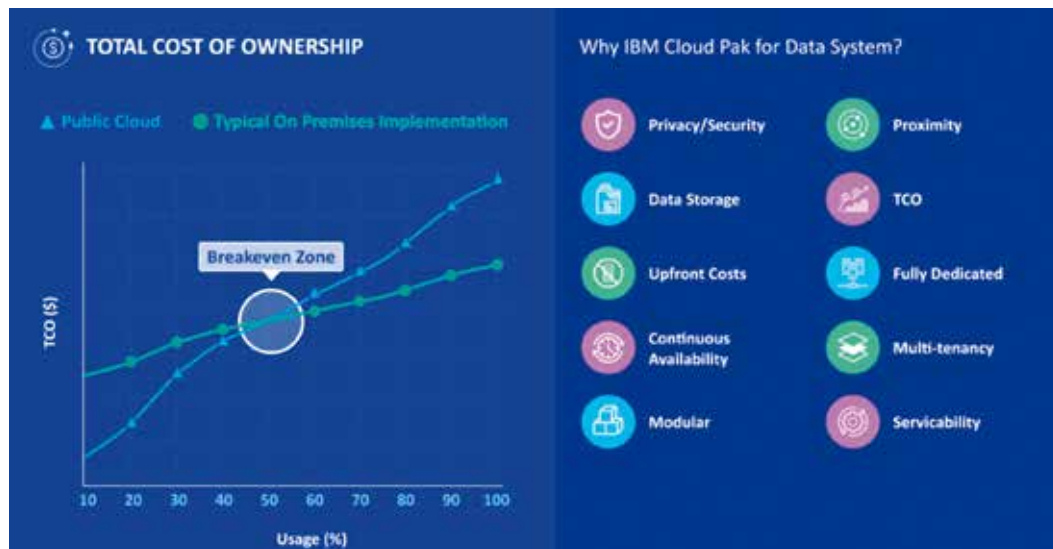 TOTAL COST OF OWNERSHIP
Public Cloud
Typical On Premises Implementation
Breakeven Zone
TCO ($)
10 20 30 40 50 60 70 80 90 100
Usage (%)
Why IBM Cloud Pak for Data System?
Privacy/Security
Proximity
Data Storage
TCO
Upfront Costs
Fully Dedicated
Continuous
Availability
Multi-tenancy
Modular
Servicability